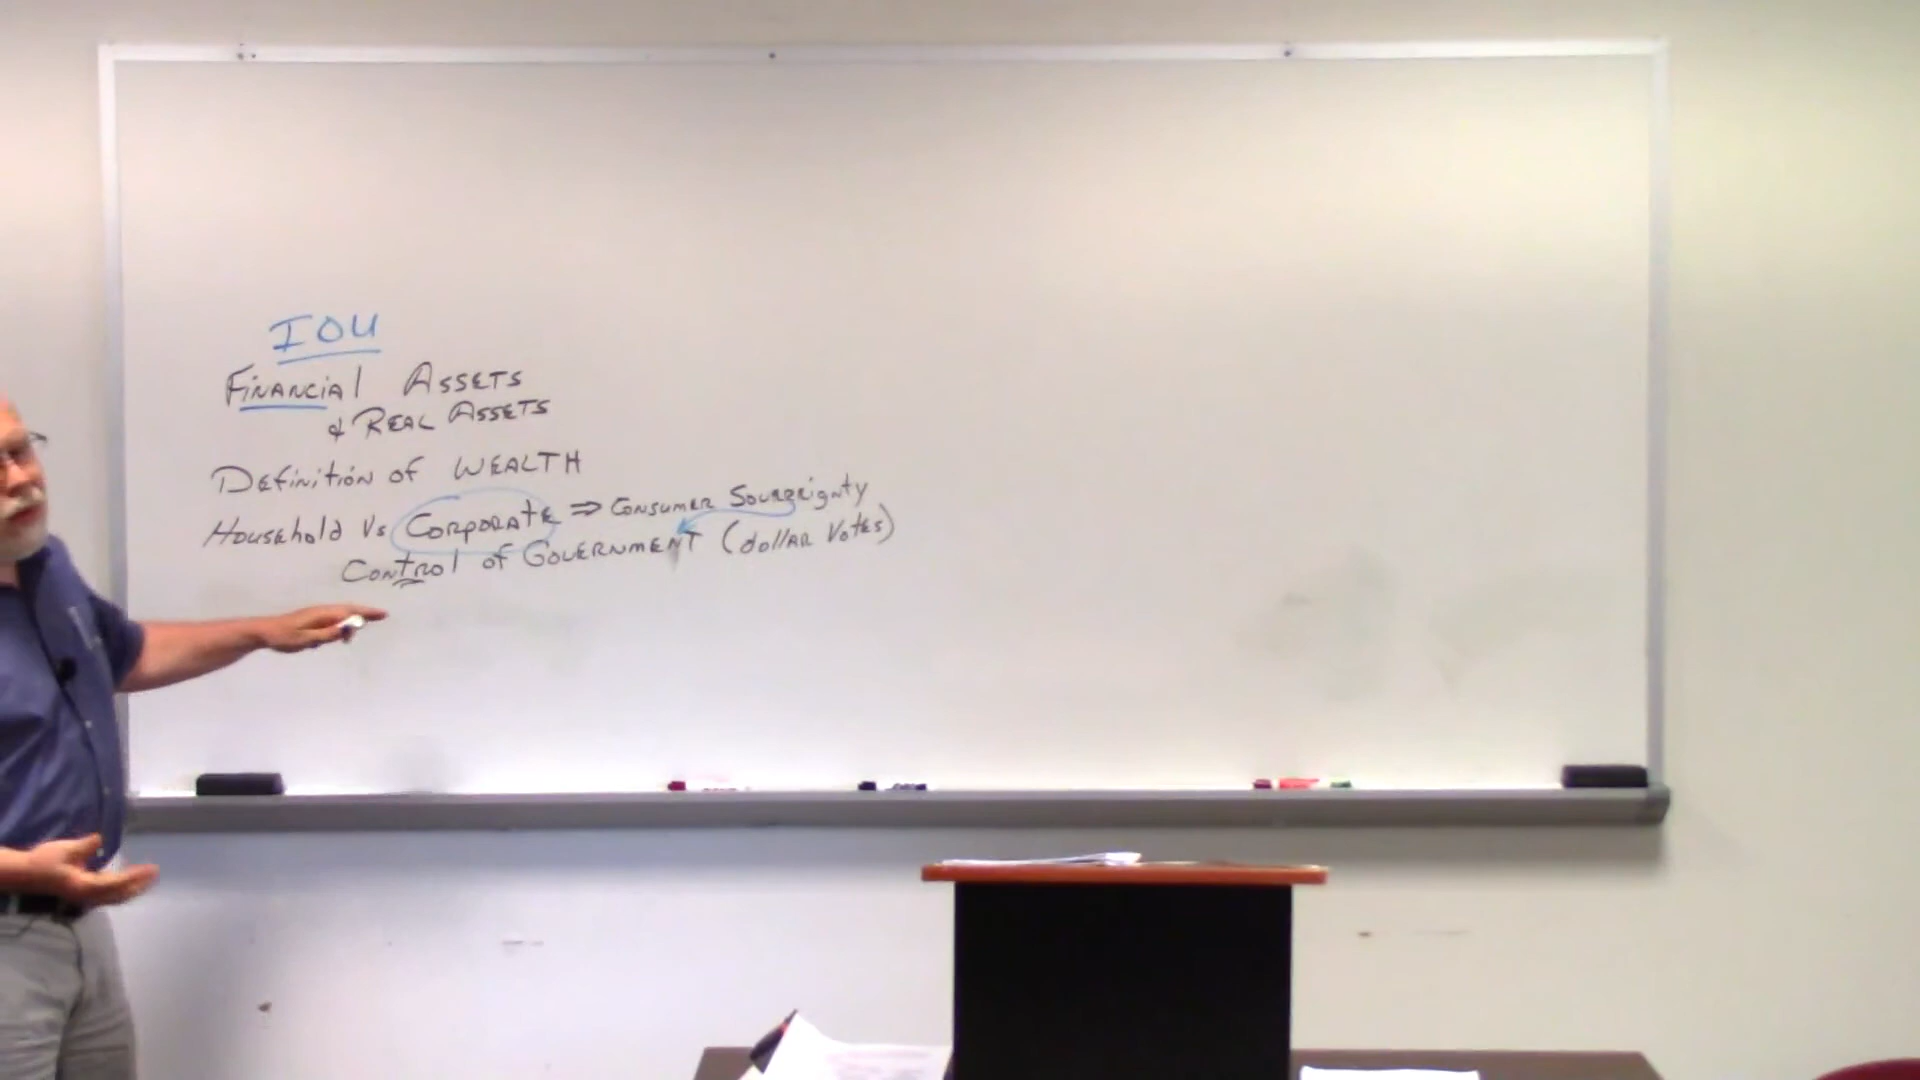 IOU
Financial Assets
& Real Assets
Definition of WEALTH
Household Vs Corporate ⇒ Consumer Sovereignty
Control of Government (dollar Votes)